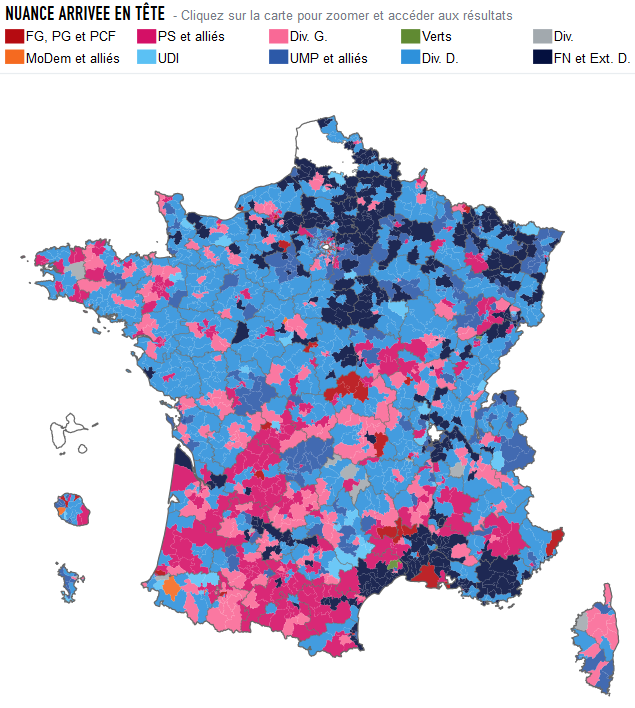 NUANCE ARRIVEE EN TÊTE - Cliquez sur la carte pour zoomer et accéder aux résultats
FG, PG et PCF PS et alliés Div. G. Verts Div.
MoDem et alliés UDI UMP et alliés Div. D. FN et Ext. D.